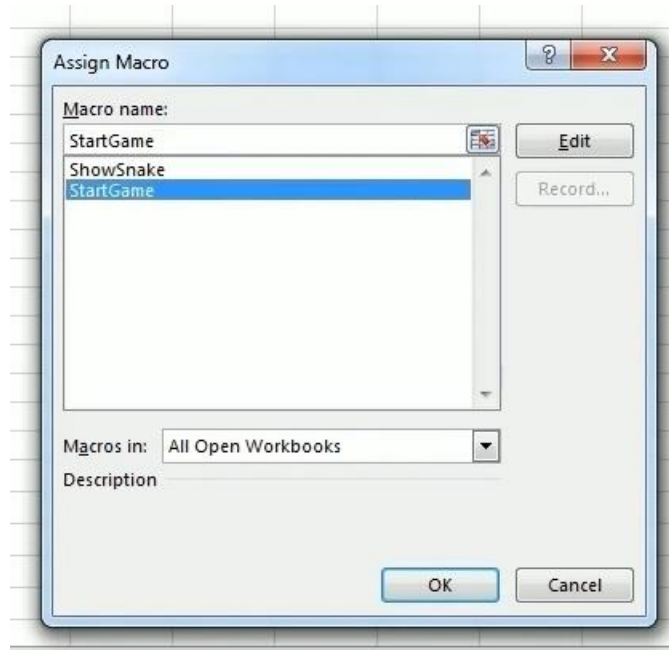 Assign Macro
?
Macro name:
StartGame
Edit
ShowSnake
StartGame
Record...
Macros in: All Open Workbooks
Description
OK Cancel